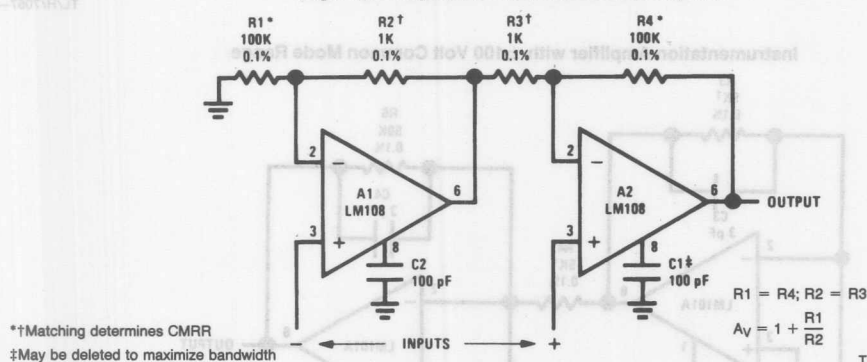 R1 *
100K
0.1%
R2 †
1K
0.1%
R3 †
1K
0.1%
R4 *
100K
0.1%
2
−
A1
LM108
6
3
+
8
C2
100 pF
2
−
A2
LM108
6
OUTPUT
3
+
8
C1‡
100 pF
R1 = R4; R2 = R3
AV = 1 + R1
R2
− INPUTS +
*†Matching determines CMRR
‡May be deleted to maximize bandwidth
Instrumentation Amplifier with 100 Volt Common Mode Range